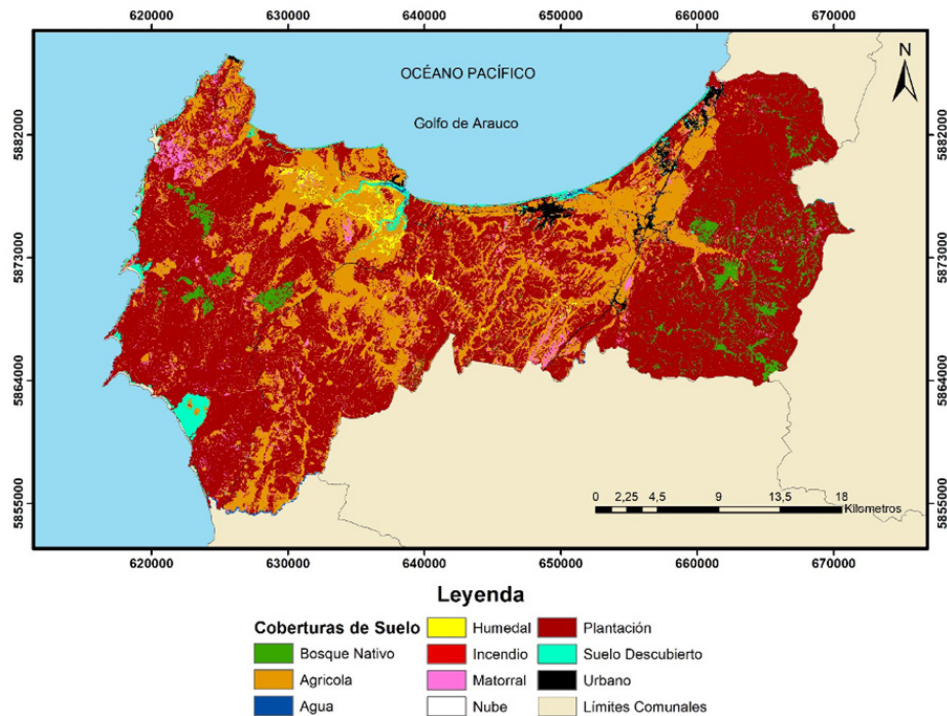 620000 630000 640000 650000 660000 670000
OCÉANO PACÍFICO
Golfo de Arauco
N
5882000 5882000
5873000 5873000
5864000 5864000
5855000 5855000
0 2,25 4,5 9 13,5 18
Kilometros
620000 630000 640000 650000 660000 670000
Leyenda
Coberturas de Suelo
Bosque Nativo
Agricola
Agua
Humedal
Incendio
Matorral
Nube
Plantación
Suelo Descubierto
Urbano
Límites Comunales